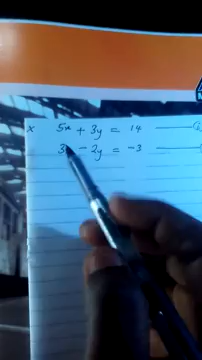 x 5x + 3y = 14
3 - 2y = -3